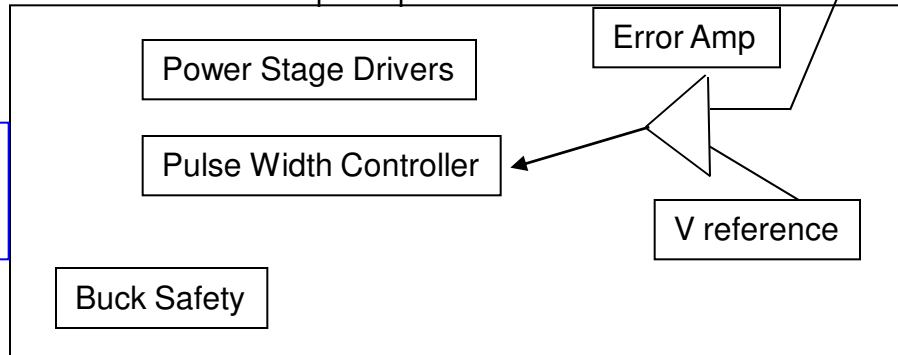 Error Amp
Power Stage Drivers
Pulse Width Controller
V reference
Buck Safety